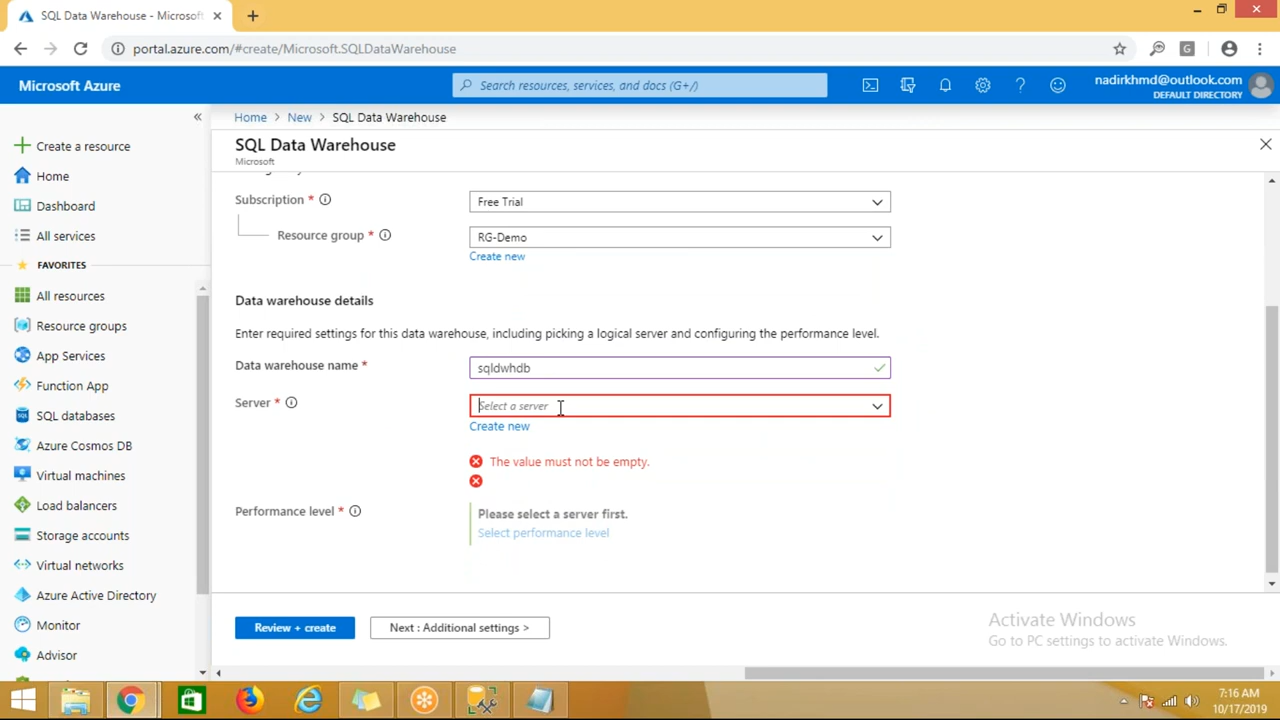 SQL Data Warehouse - Microsoft
portal.azure.com/#create/Microsoft.SQLDataWarehouse
G
Microsoft Azure
Search resources, services, and docs (G+/)
nadirkhmd@outlook.com
DEFAULT DIRECTORY
Home > New > SQL Data Warehouse
SQL Data Warehouse
Microsoft
Create a resource
Home
Dashboard
All services
FAVORITES
All resources
Resource groups
App Services
Function App
SQL databases
Azure Cosmos DB
Virtual machines
Load balancers
Storage accounts
Virtual networks
Azure Active Directory
Monitor
Advisor
Subscription *
Free Trial
Resource group *
RG-Demo
Create new
Data warehouse details
Enter required settings for this data warehouse, including picking a logical server and configuring the performance level.
Data warehouse name *
sqldwhdb
Server *
Select a server
Create new
The value must not be empty.
Performance level *
Please select a server first.
Select performance level
Review + create
Next : Additional settings >
Activate Windows
Go to PC settings to activate Windows.
7:16 AM
10/17/2019